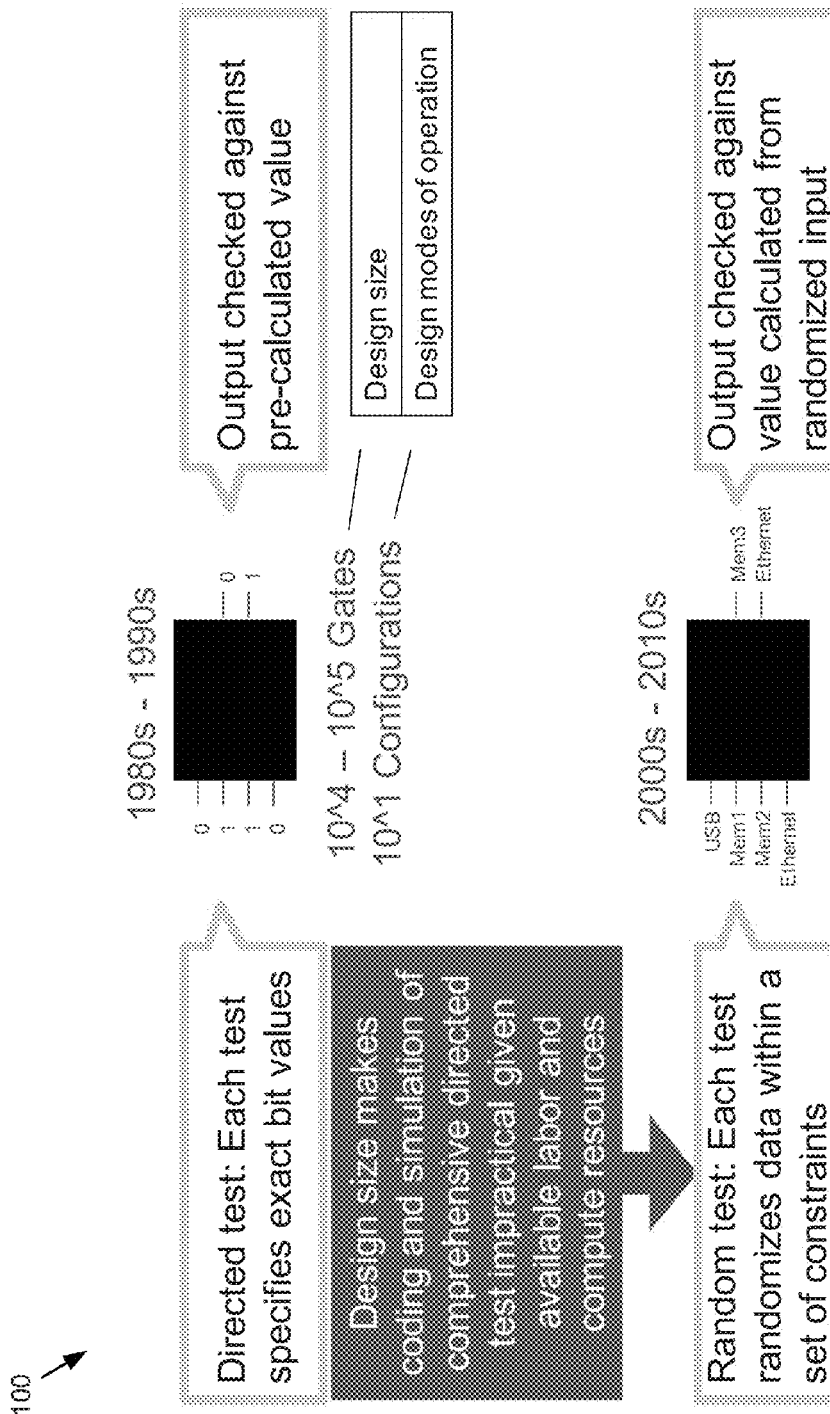 100
Directed test: Each test
specifies exact bit values
1980s - 1990s
0
1
1
0
0
1
Output checked against
pre-calculated value
10^4 – 10^5 Gates
10^1 Configurations
Design size
Design modes of operation
Design size makes
coding and simulation of
comprehensive directed
test impractical given
available labor and
compute resources
Random test: Each test
randomizes data within a
set of constraints
2000s - 2010s
USB
Mem1
Mem2
Ethernet
Mem3
Ethernet
Output checked against
value calculated from
randomized input